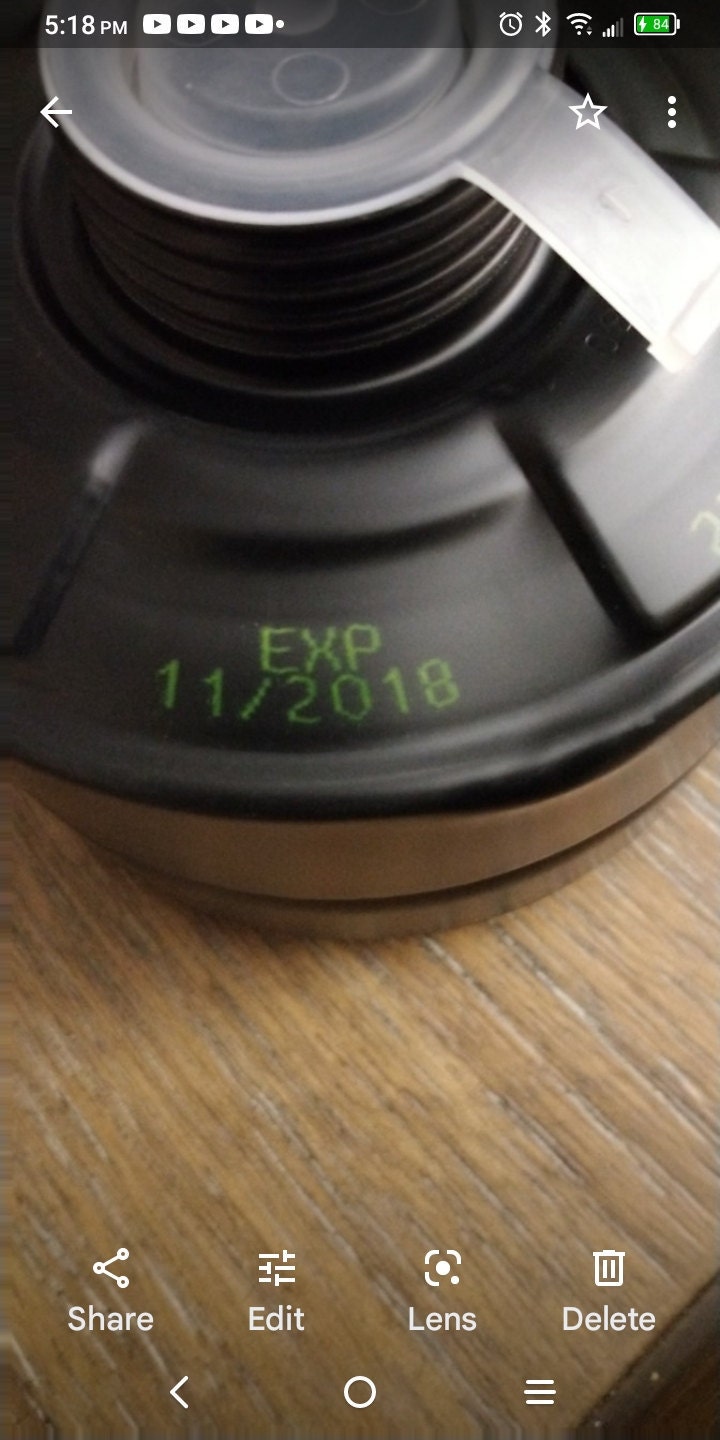 5:18 PM
84
EXP
11/2018
Share
Edit
Lens
Delete